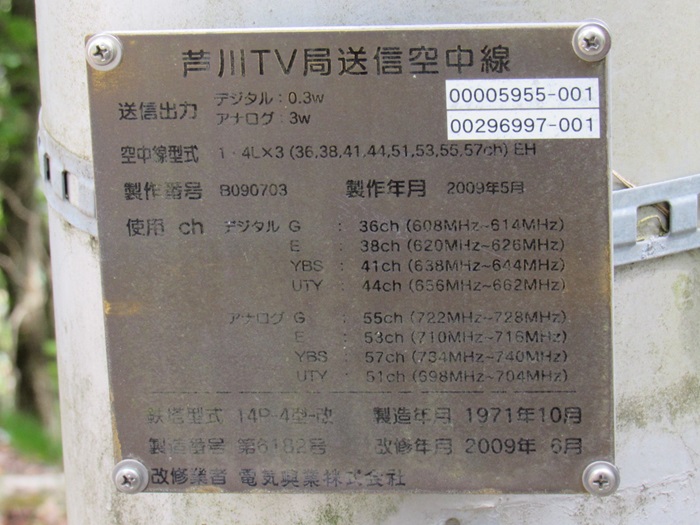 芦川TV局送信空中線
送信出力 デジタル：0.3w
アナログ：3w
00005955-001
00296997-001
空中線型式 1・4L×3 (36,38,41,44,51,53,55,57ch) EH
製作番号 B090703 製作年月 2009年5月
使用 ch デジタル G : 36ch (608MHz~614MHz)
E : 38ch (620MHz~626MHz)
YBS : 41ch (638MHz~644MHz)
UTY : 44ch (656MHz~662MHz)
アナログ G : 55ch (722MHz~728MHz)
E : 53ch (710MHz~716MHz)
YBS : 57ch (734MHz~740MHz)
UTY : 51ch (698MHz~704MHz)
鉄塔型式 14P-4型-改 製造年月 1971年10月
製造番号 第6182号 改修年月 2009年 6月
改修業者 電気興業株式会社